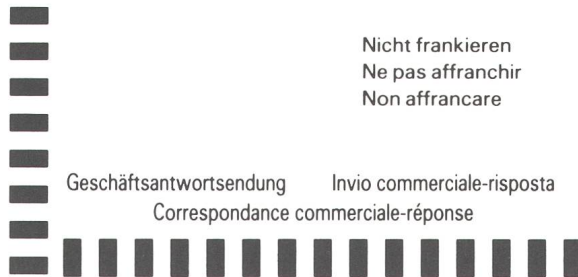 Nicht frankieren
Ne pas affranchir
Non affrancare
Geschäftsantwortsendung Invio commerciale-risposta
Correspondance commerciale-réponse